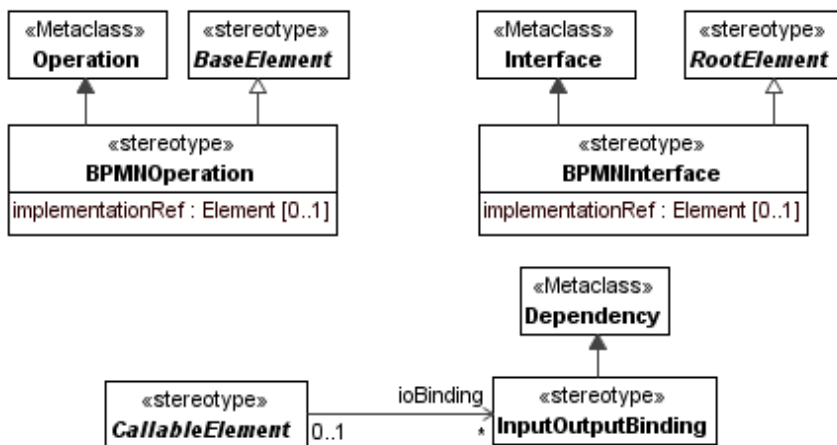 «Metaclass»
Operation
«stereotype»
BaseElement
«Metaclass»
Interface
«stereotype»
RootElement
«stereotype»
BPMNOperation
implementationRef : Element [0..1]
«stereotype»
BPMNInterface
implementationRef : Element [0..1]
«Metaclass»
Dependency
«stereotype»
CallableElement
0..1
ioBinding
*
«stereotype»
InputOutputBinding